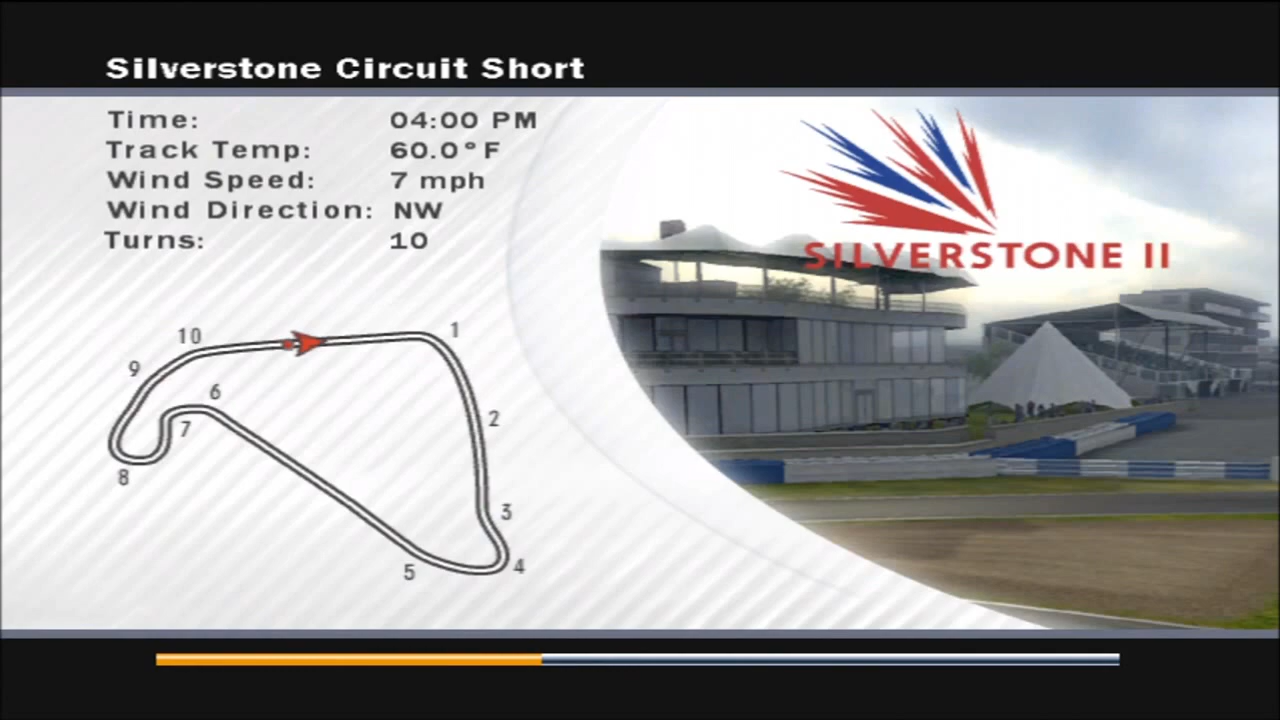 Silverstone Circuit Short
Time: 04:00 PM
Track Temp: 60.0°F
Wind Speed: 7 mph
Wind Direction: NW
Turns: 10
SILVERSTONE II
10
1
9
6
2
7
8
3
4
5